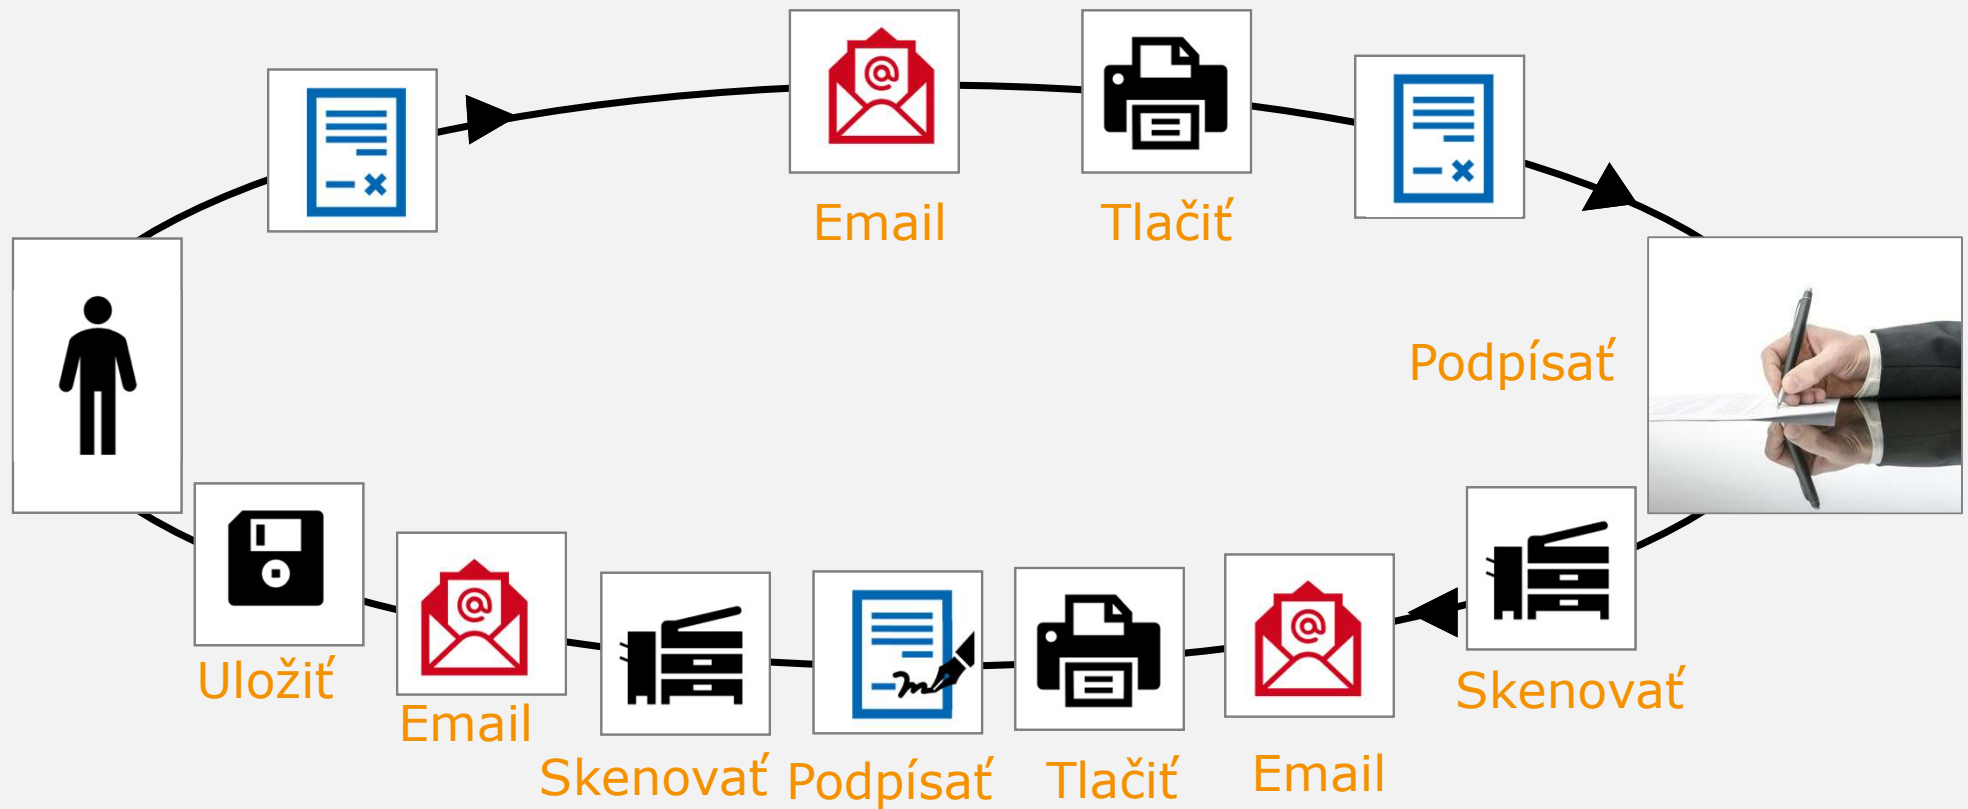 Email
Tlačiť
Podpísať
Skenovať
Email
Tlačiť
Podpísať
Skenovať
Email
Uložiť